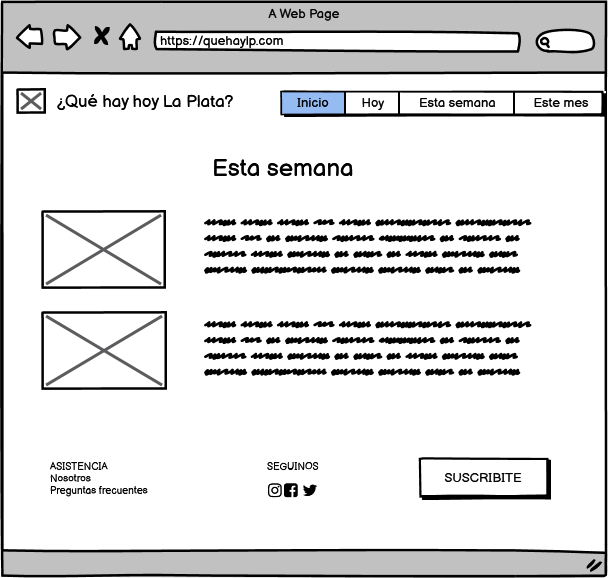 A Web Page
https://quehaylp.com
¿Qué hay hoy La Plata?
Inicio
Hoy
Esta semana
Este mes
Esta semana
ASISTENCIA
Nosotros
Preguntas frecuentes
SEGUINOS
SUSCRIBITE